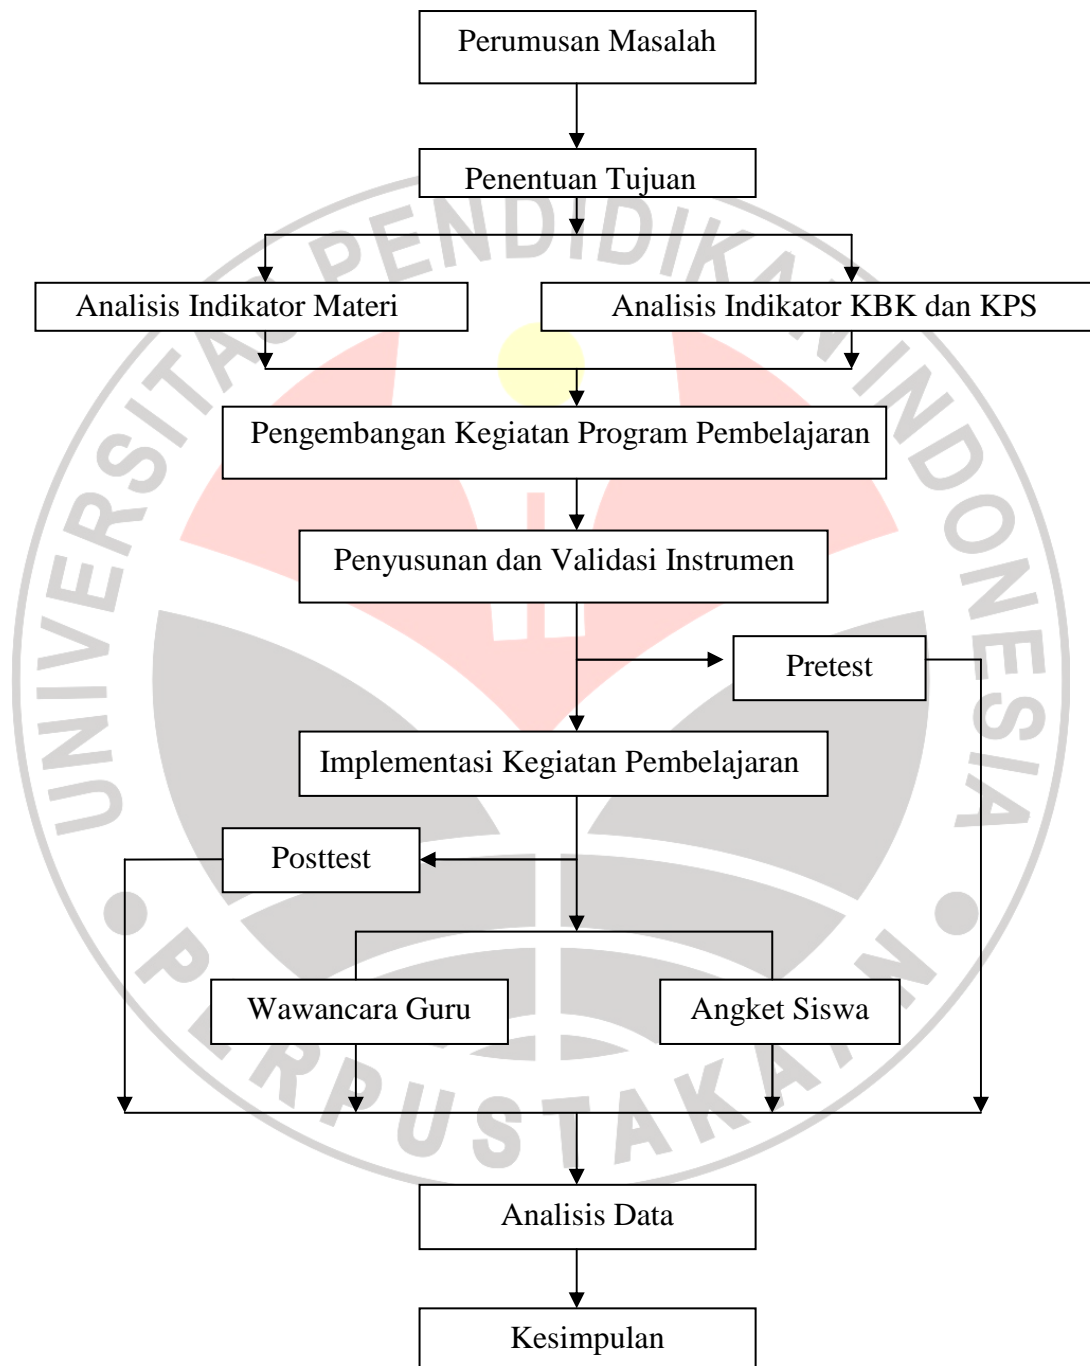 Perumusan Masalah
Penentuan Tujuan
Analisis Indikator Materi
Analisis Indikator KBK dan KPS
Pengembangan Kegiatan Program Pembelajaran
Penyusunan dan Validasi Instrumen
Pretest
Implementasi Kegiatan Pembelajaran
Posttest
Wawancara Guru
Angket Siswa
Analisis Data
Kesimpulan
UNIVERSITAS PENDIDIKAN INDONESIA
PERPUSTAKAAN